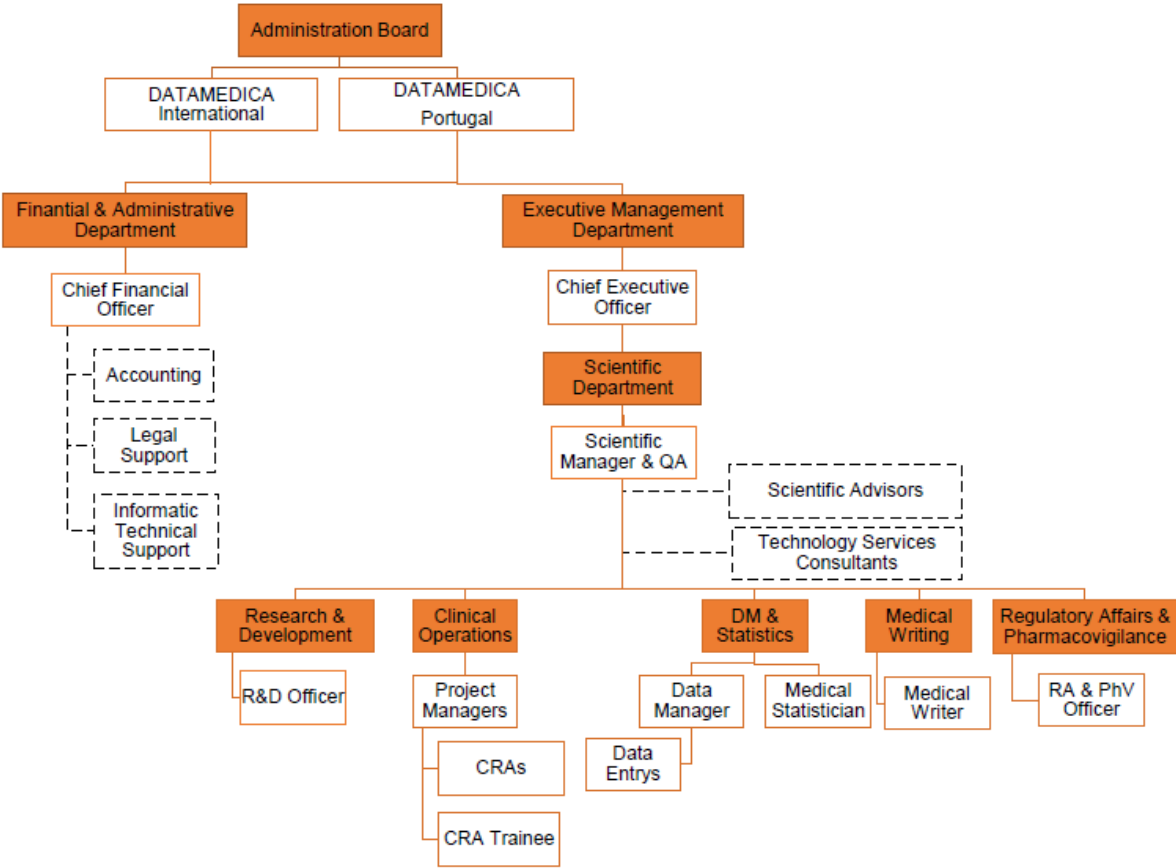 Administration Board
DATAMEDICA
International
DATAMEDICA
Portugal
Finantial & Administrative
Department
Executive Management
Department
Chief Financial
Officer
Chief Executive
Officer
Accounting
Scientific
Department
Legal
Support
Scientific
Manager & QA
Informatic
Technical
Support
Scientific Advisors
Technology Services
Consultants
Research &
Development
Clinical
Operations
DM &
Statistics
Medical
Writing
Regulatory Affairs &
Pharmacovigilance
R&D Officer
Project
Managers
Data
Manager
Medical
Statistician
Medical
Writer
RA & PhV
Officer
CRAs
Data
Entrys
CRA Trainee